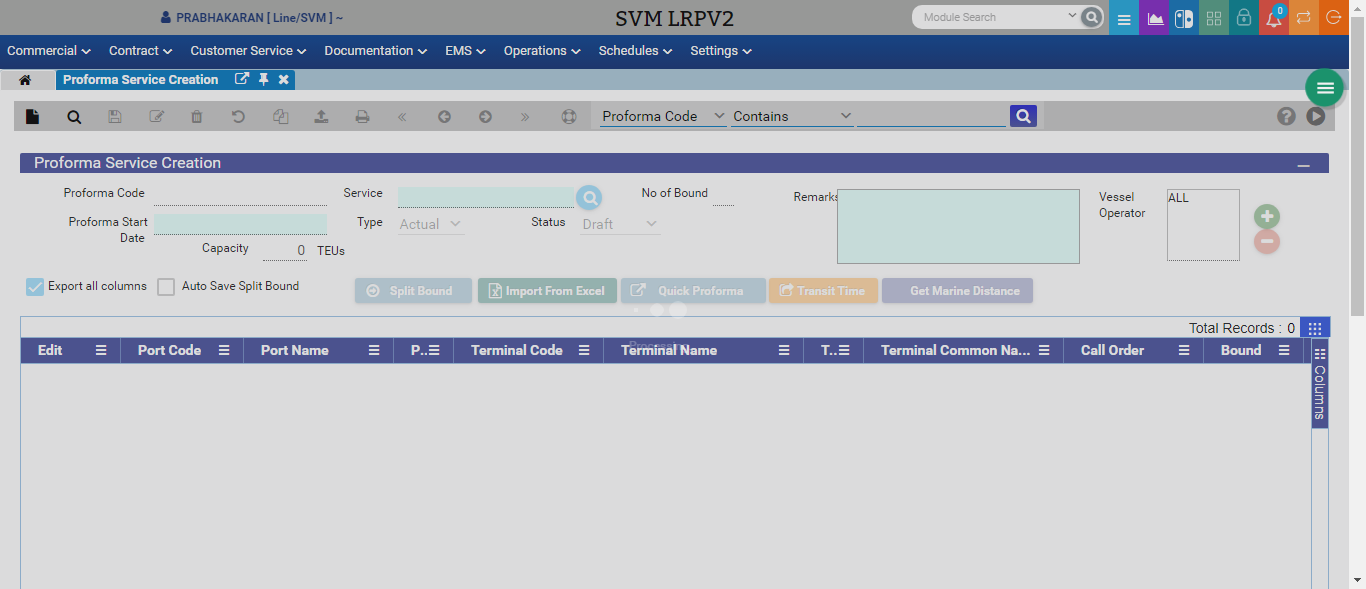 PRABHAKARAN [ Line/SVM ] ~
SVM LRPV2
Module Search
0
Commercial Contract Customer Service Documentation EMS Operations Schedules Settings
Proforma Service Creation
Proforma Code Contains
Proforma Service Creation
Proforma Code Service No of Bound Remarks Vessel Operator ALL
Proforma Start Date Type Actual Status Draft
Capacity 0 TEUs
Export all columns Auto Save Split Bound Split Bound Import From Excel Quick Proforma Transit Time Get Marine Distance
Total Records : 0
Edit Port Code Port Name P.. Terminal Code Terminal Name T.. Terminal Common Na... Call Order Bound
Columns